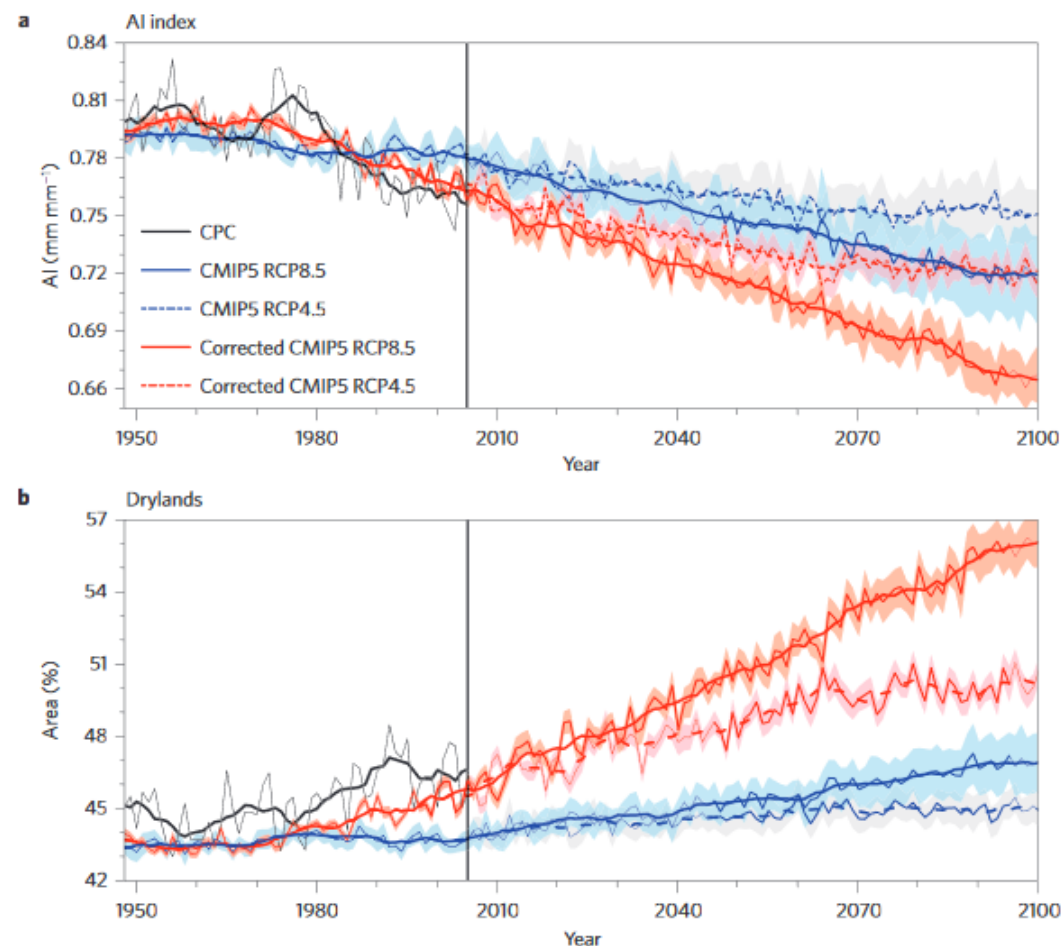 a AI index
0.84
0.81
0.78
0.75
0.72
0.69
0.66
AI (mm mm⁻¹)
CPC
CMIP5 RCP8.5
CMIP5 RCP4.5
Corrected CMIP5 RCP8.5
Corrected CMIP5 RCP4.5
1950 1980 2010 2040 2070 2100
Year
b Drylands
57
54
51
48
45
42
Area (%)
1950 1980 2010 2040 2070 2100
Year